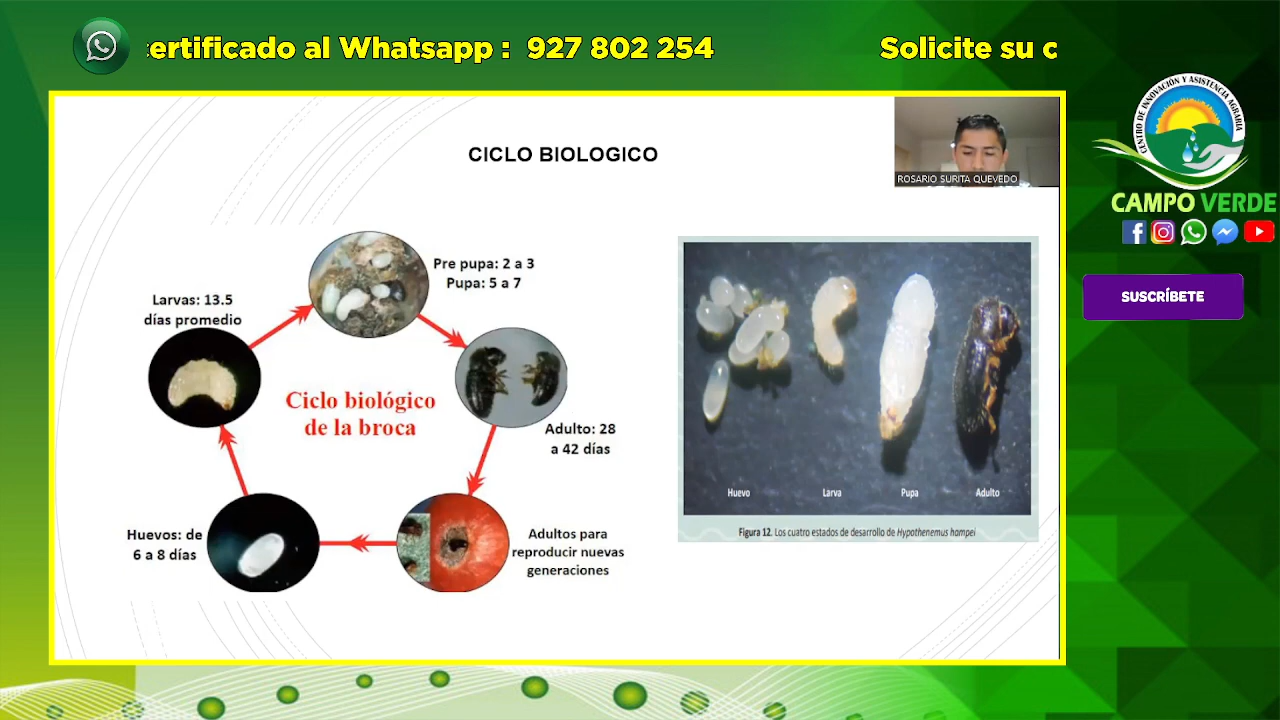 certificado al Whatsapp : 927 802 254
Solicite su c
CICLO BIOLOGICO
ROSARIO SURITA QUEVEDO
CENTRO DE INNOVACIÓN Y ASISTENCIA AGRARIA
CAMPO VERDE
SUSCRÍBETE
Pre pupa: 2 a 3
Pupa: 5 a 7
Larvas: 13.5
días promedio
Ciclo biológico
de la broca
Adulto: 28
a 42 días
Huevos: de
6 a 8 días
Adultos para
reproducir nuevas
generaciones
Huevo
Larva
Pupa
Adulto
Figura 12. Los cuatro estados de desarrollo de Hypothenemus hampei